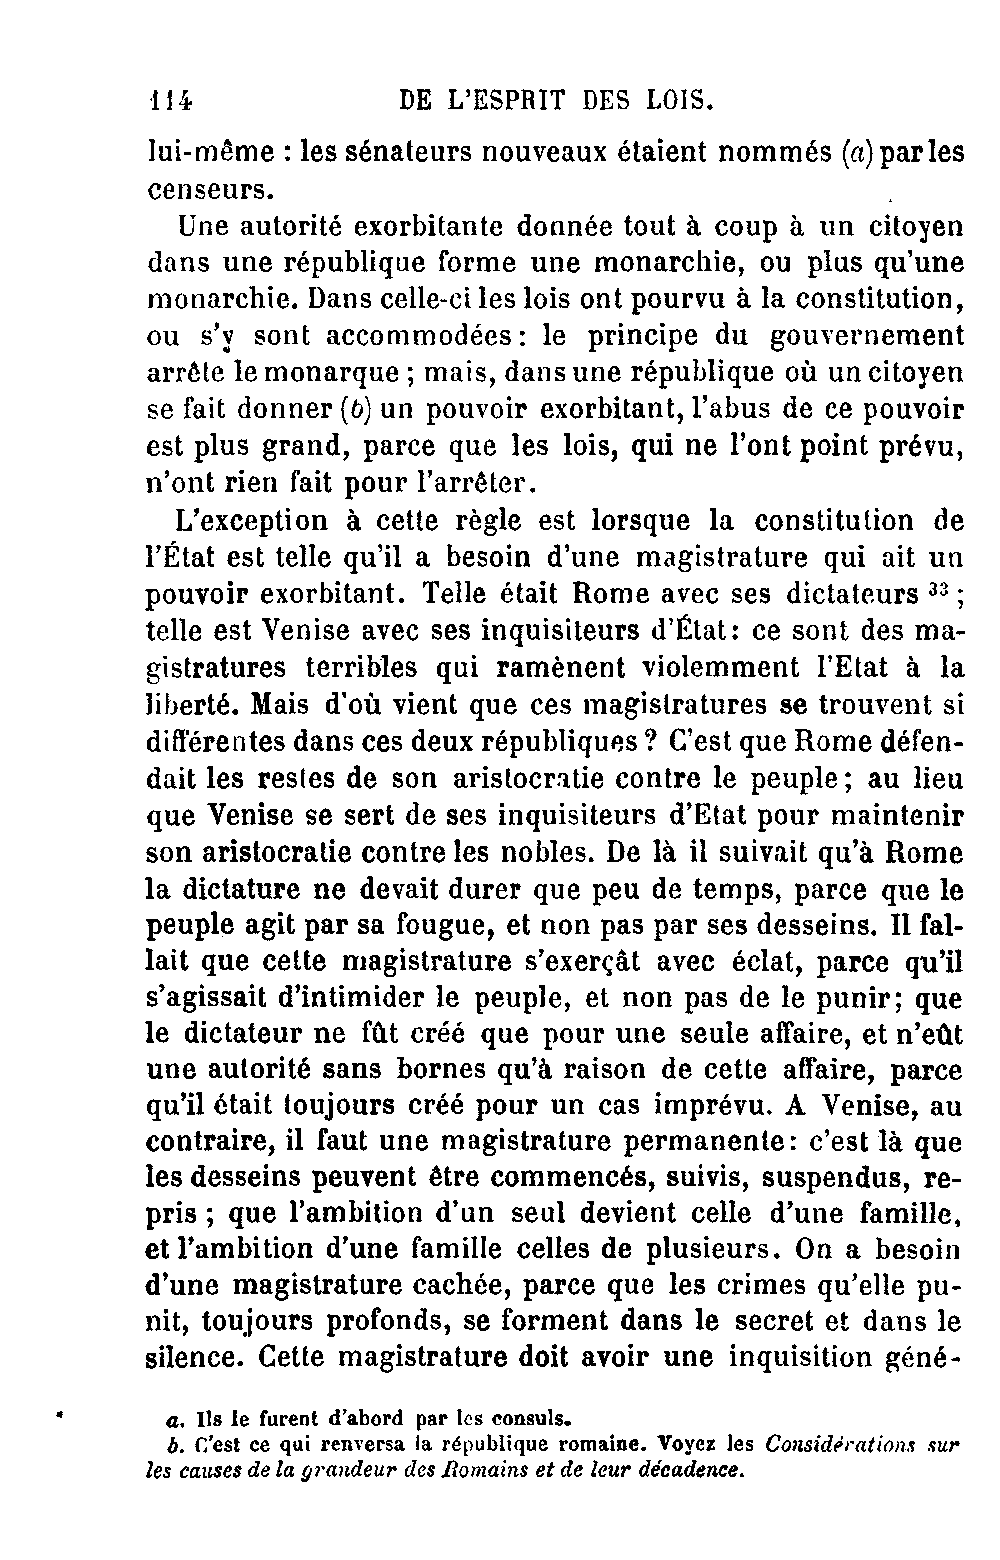 114 DE L'ESPRIT DES LOIS.
lui-même : les sénateurs nouveaux étaient nommés (a) par les
censeurs.
Une autorité exorbitante donnée tout à coup à un citoyen
dans une république forme une monarchie, ou plus qu'une
monarchie. Dans celle-ci les lois ont pourvu à la constitution,
ou s'y sont accommodées : le principe du gouvernement
arrête le monarque ; mais, dans une république où un citoyen
se fait donner (b) un pouvoir exorbitant, l'abus de ce pouvoir
est plus grand, parce que les lois, qui ne l'ont point prévu,
n'ont rien fait pour l'arrêter.
L'exception à cette règle est lorsque la constitution de
l'État est telle qu'il a besoin d'une magistrature qui ait un
pouvoir exorbitant. Telle était Rome avec ses dictateurs 33 ;
telle est Venise avec ses inquisiteurs d'État : ce sont des ma-
gistratures terribles qui ramènent violemment l'Etat à la
liberté. Mais d'où vient que ces magistratures se trouvent si
différentes dans ces deux républiques ? C'est que Rome défen-
dait les restes de son aristocratie contre le peuple ; au lieu
que Venise se sert de ses inquisiteurs d'Etat pour maintenir
son aristocratie contre les nobles. De là il suivait qu'à Rome
la dictature ne devait durer que peu de temps, parce que le
peuple agit par sa fougue, et non pas par ses desseins. Il fal-
lait que cette magistrature s'exerçât avec éclat, parce qu'il
s'agissait d'intimider le peuple, et non pas de le punir ; que
le dictateur ne fût créé que pour une seule affaire, et n'eût
une autorité sans bornes qu'à raison de cette affaire, parce
qu'il était toujours créé pour un cas imprévu. A Venise, au
contraire, il faut une magistrature permanente : c'est là que
les desseins peuvent être commencés, suivis, suspendus, re-
pris ; que l'ambition d'un seul devient celle d'une famille,
et l'ambition d'une famille celles de plusieurs. On a besoin
d'une magistrature cachée, parce que les crimes qu'elle pu-
nit, toujours profonds, se forment dans le secret et dans le
silence. Cette magistrature doit avoir une inquisition géné-
a. Ils le furent d'abord par les consuls.
b. C'est ce qui renversa la république romaine. Voyez les Considérations sur
les causes de la grandeur des Romains et de leur décadence.